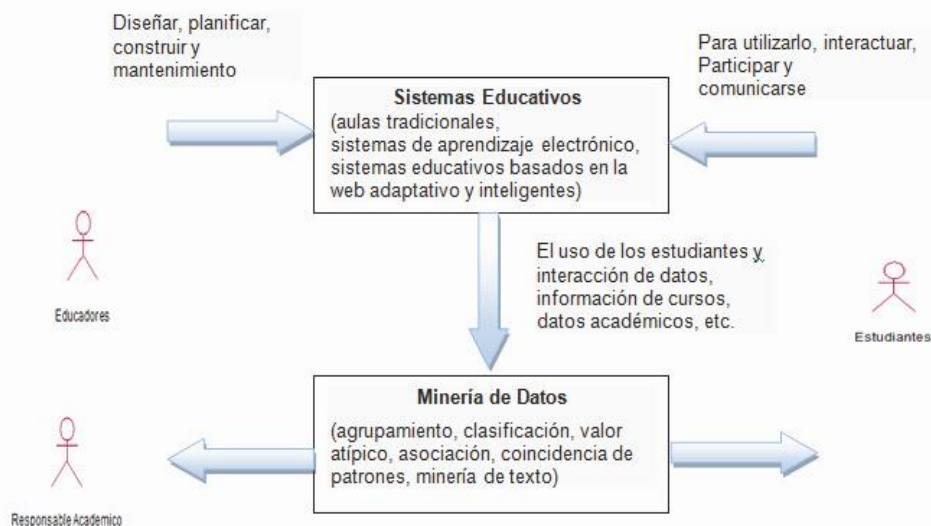 Diseñar, planificar,
construir y
mantenimiento
Para utilizarlo, interactuar,
Participar y
comunicarse
Sistemas Educativos
(aulas tradicionales,
sistemas de aprendizaje electrónico,
sistemas educativos basados en la
web adaptativo y inteligentes)
Educadores
El uso de los estudiantes y
interacción de datos,
información de cursos,
datos académicos, etc.
Estudiantes
Minería de Datos
(agrupamiento, clasificación, valor
atípico, asociación, coincidencia de
patrones, minería de texto)
Responsable Academico